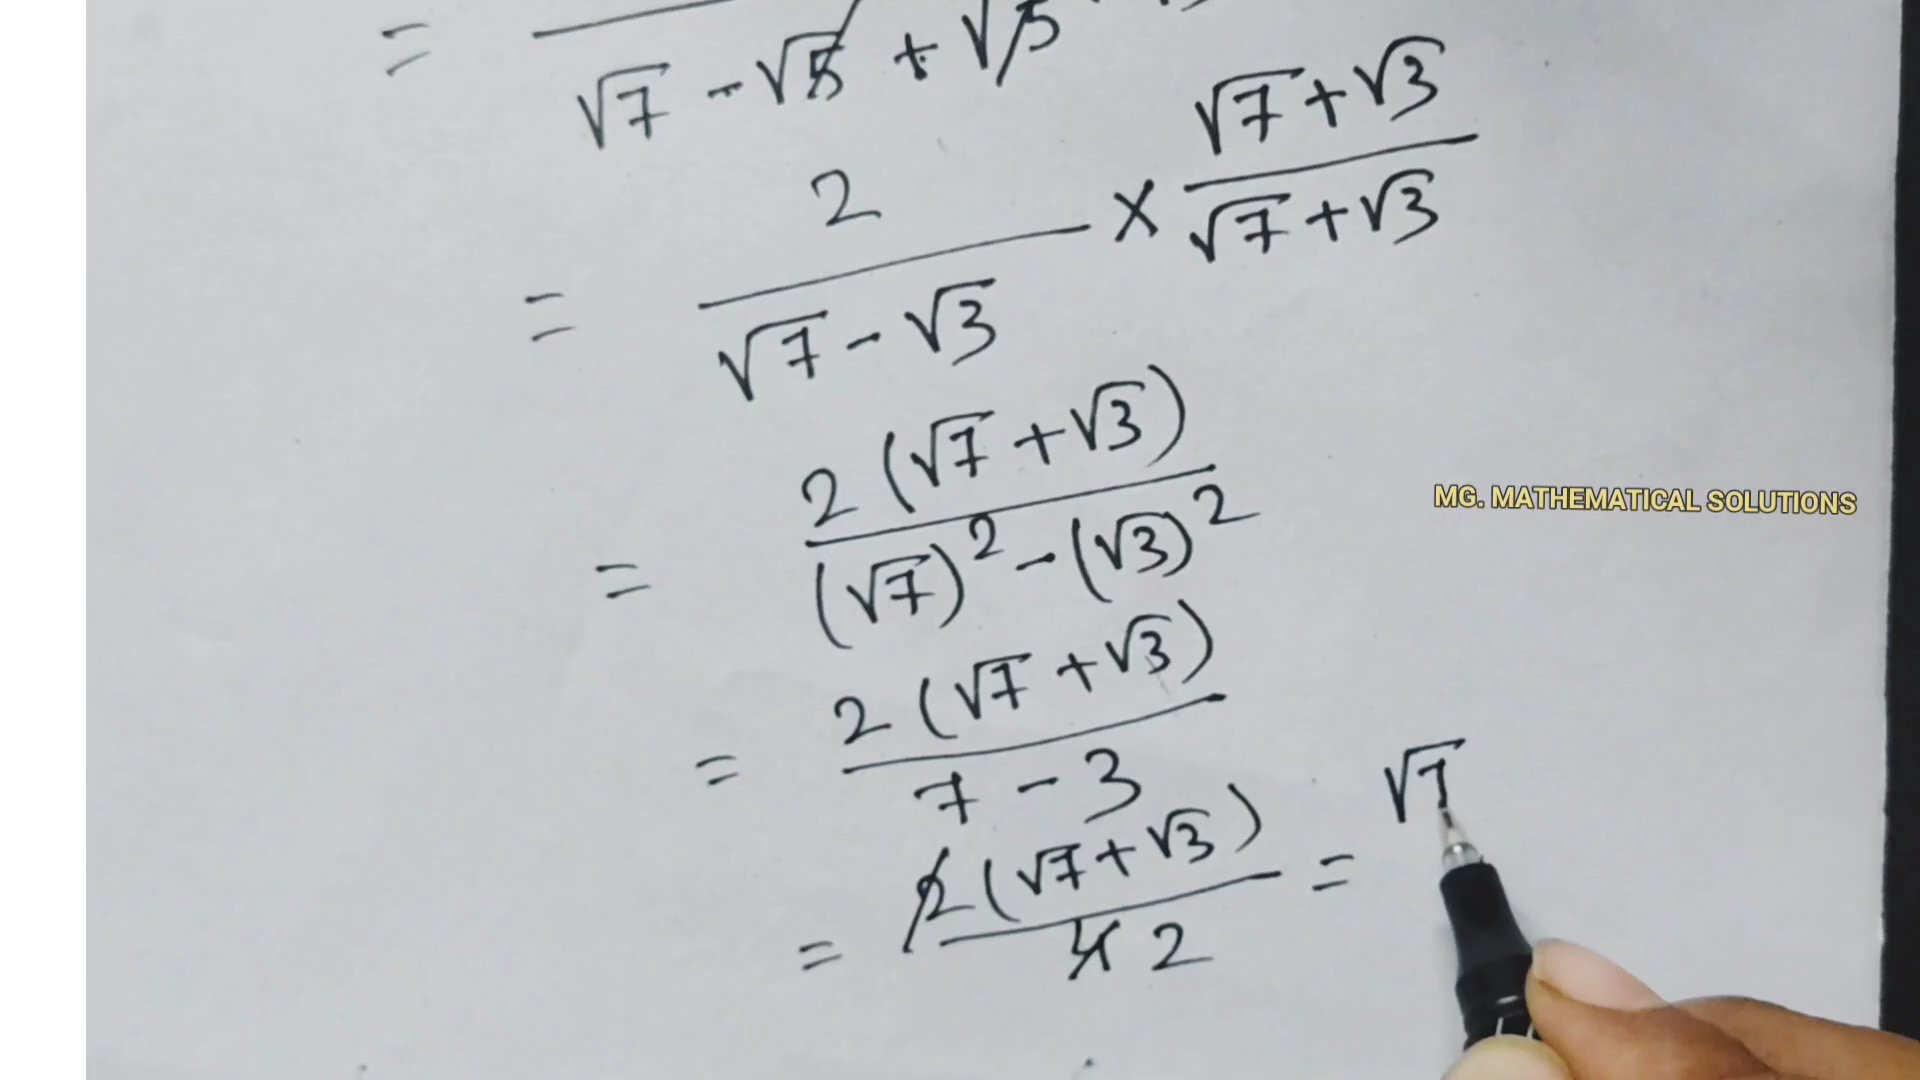 =
√7 - √5 + √5
= 2 / (√7 - √3) × (√7 + √3) / (√7 + √3)
= 2 (√7 + √3) / (√7)² - (√3)²
= 2 (√7 + √3) / 7 - 3
= 2 (√7 + √3) / 4 2 = √7
MG. MATHEMATICAL SOLUTIONS